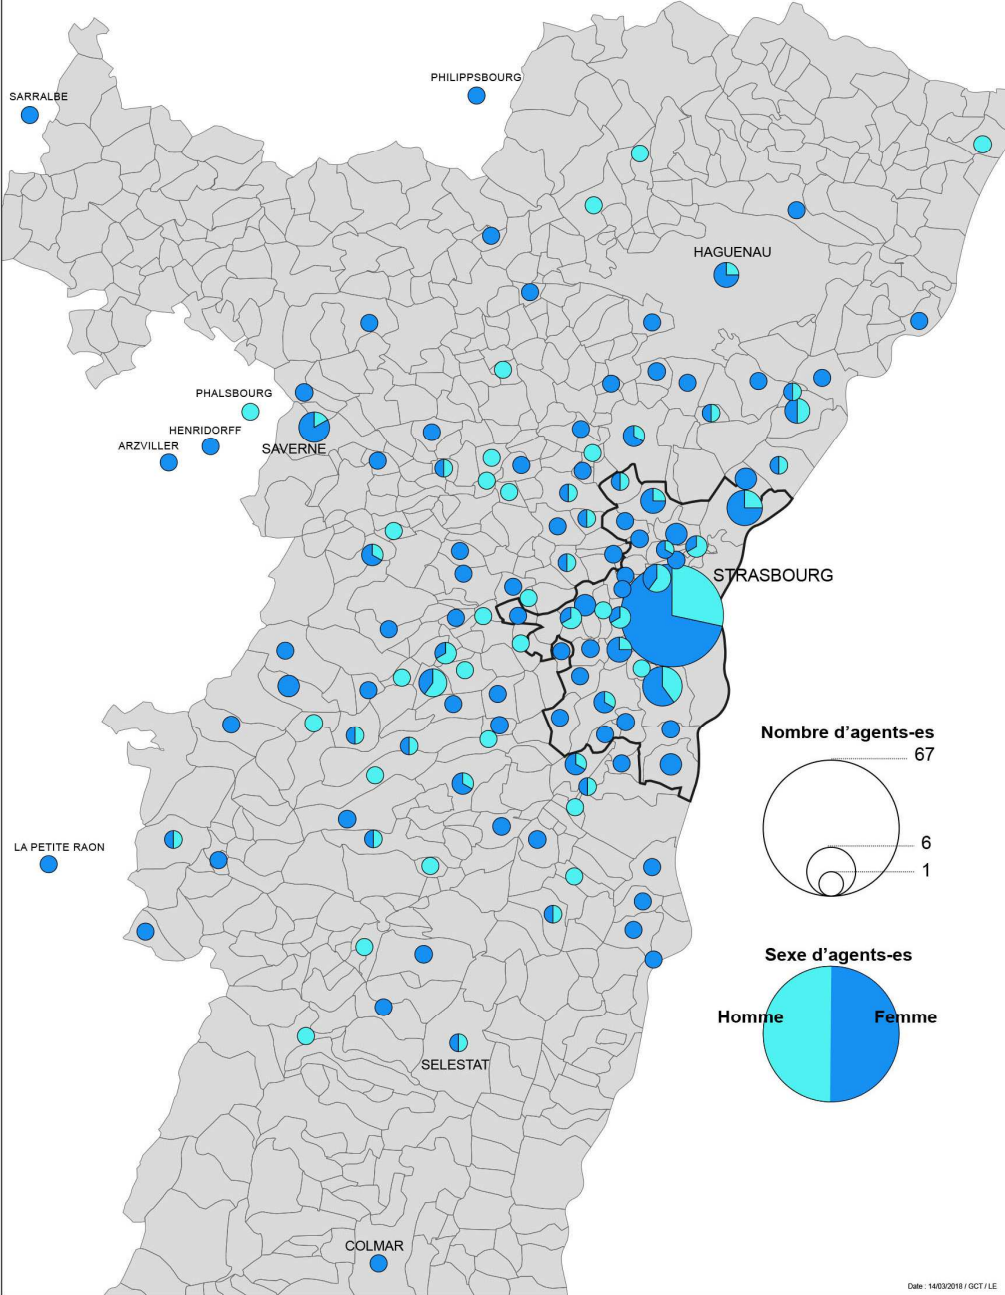 PHILIPPSBOURG
SARRALBE
HAGUENAU
PHALSBOURG
HENRIDORFF
ARZVILLER
SAVERNE
STRASBOURG
Nombre d'agents-es
67
6
1
LA PETITE RAON
Sexe d'agents-es
Homme
Femme
SELESTAT
COLMAR
Date : 14/03/2018 / GCT / LE